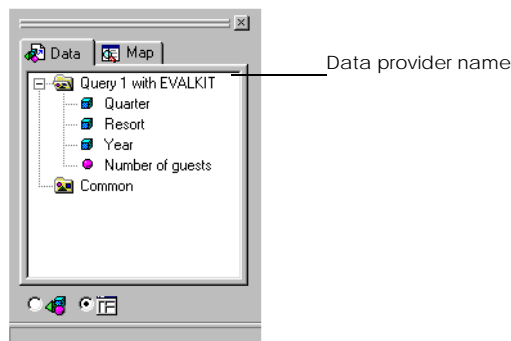 Data Map
Query 1 with EVALKIT
Data provider name
Quarter
Resort
Year
Number of guests
Common